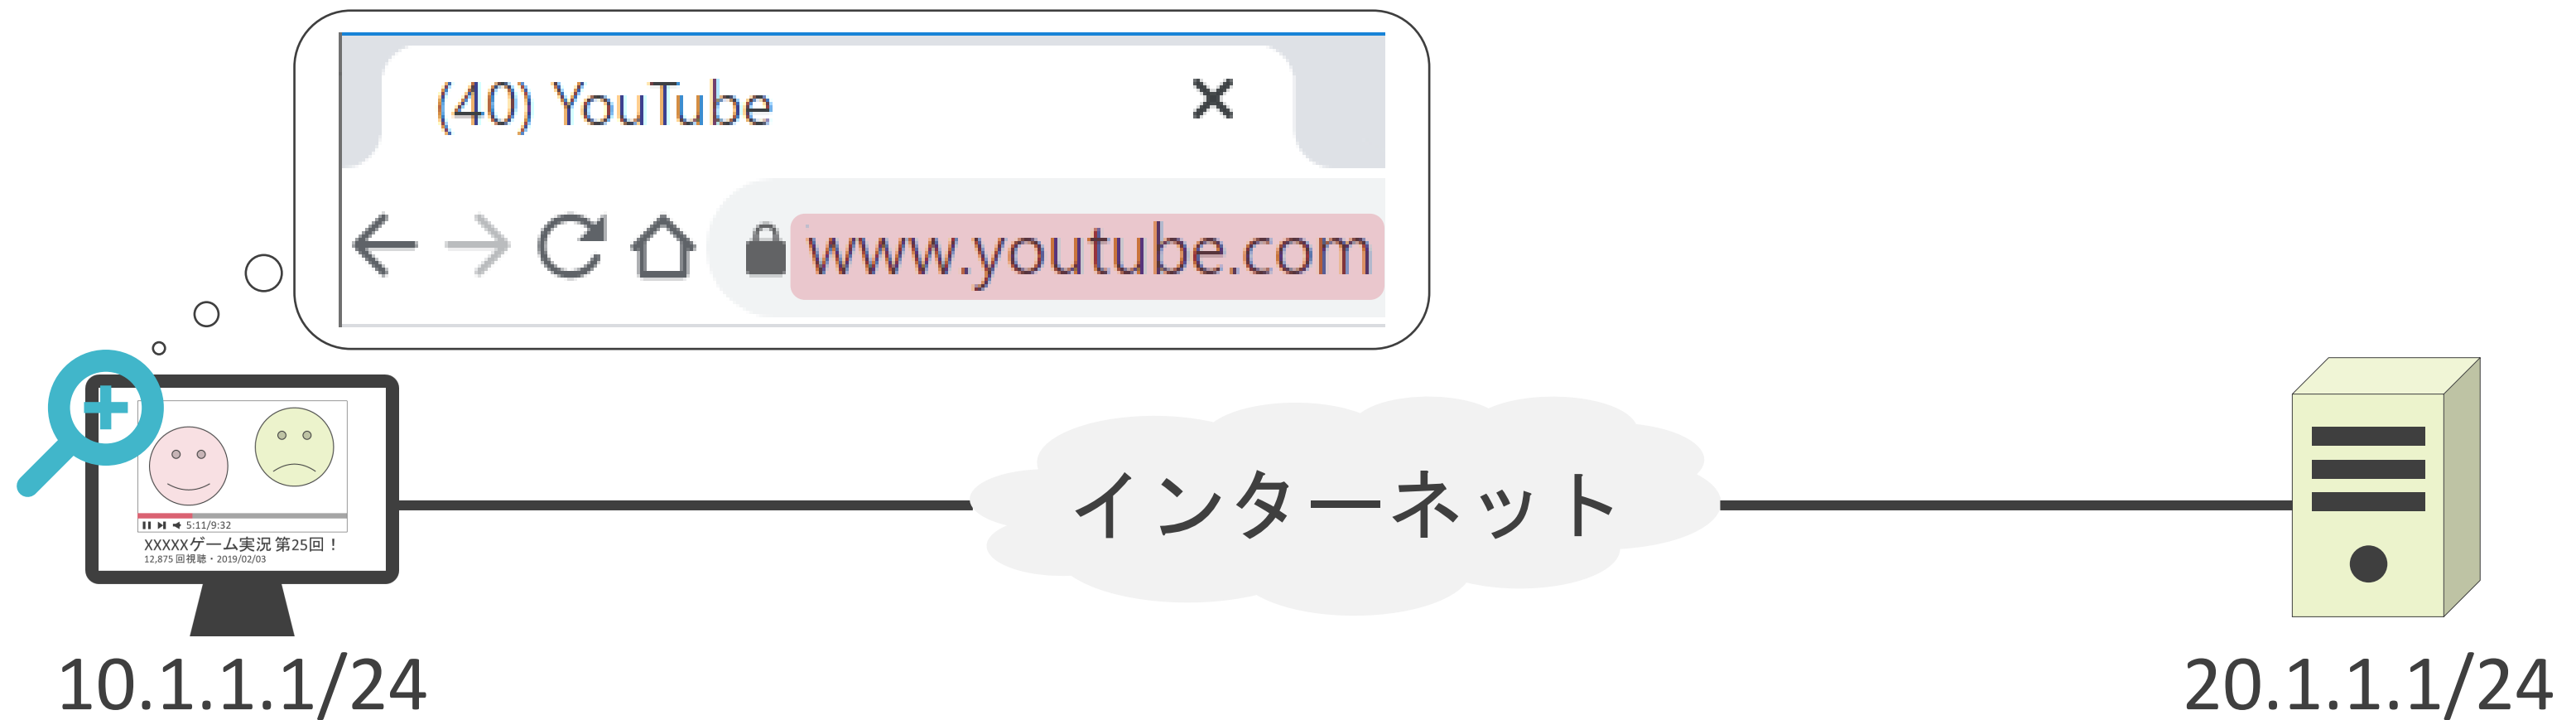 (40) YouTube
www.youtube.com
5:11/9:32
XXXXXゲーム実況 第25回！
12,875 回視聴・2019/02/03
インターネット
10.1.1.1/24
20.1.1.1/24